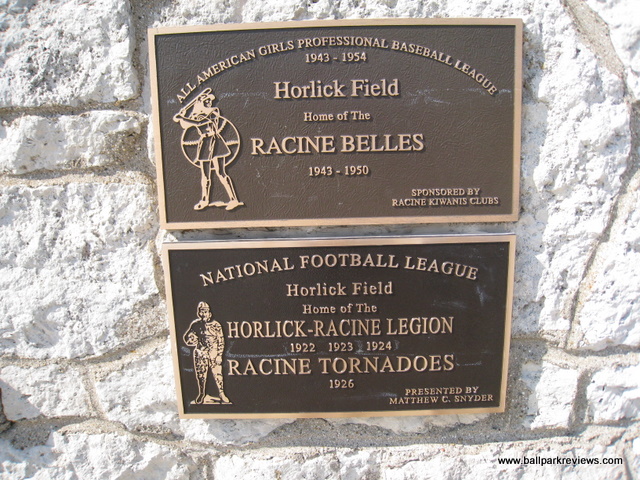 ALL AMERICAN GIRLS PROFESSIONAL BASEBALL LEAGUE
1943 - 1954
Horlick Field
Home of The
RACINE BELLES
1943 - 1950
SPONSORED BY
RACINE KIWANIS CLUBS
NATIONAL FOOTBALL LEAGUE
Horlick Field
Home of The
HORLICK-RACINE LEGION
1922 1923 1924
RACINE TORNADOES
1926
PRESENTED BY
MATTHEW C. SNYDER
www.ballparkreviews.com